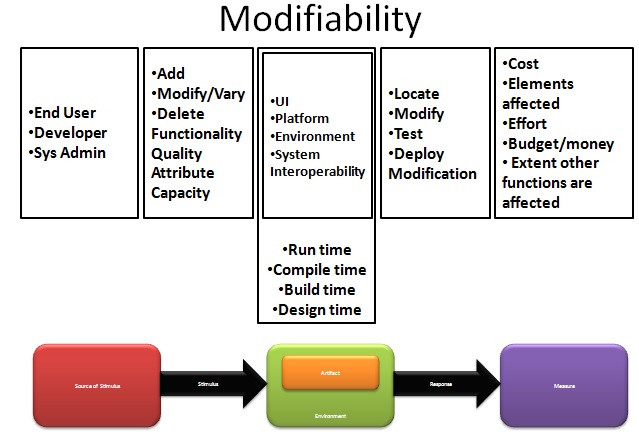 Modifiability
•End User
•Developer
•Sys Admin
•Add
•Modify/Vary
•Delete
Functionality
Quality
Attribute
Capacity
•UI
•Platform
•Environment
•System
Interoperability
•Run time
•Compile time
•Build time
•Design time
•Locate
•Modify
•Test
•Deploy
Modification
•Cost
•Elements
affected
•Effort
•Budget/money
• Extent other
functions are
affected
Source of Stimulus
Stimulus
Artifact
Environment
Response
Measure